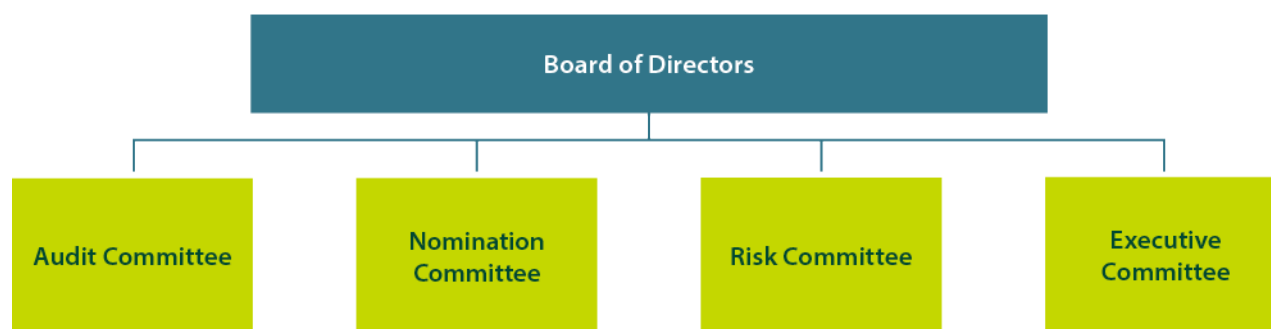 Board of Directors
Audit Committee
Nomination
Committee
Risk Committee
Executive
Committee